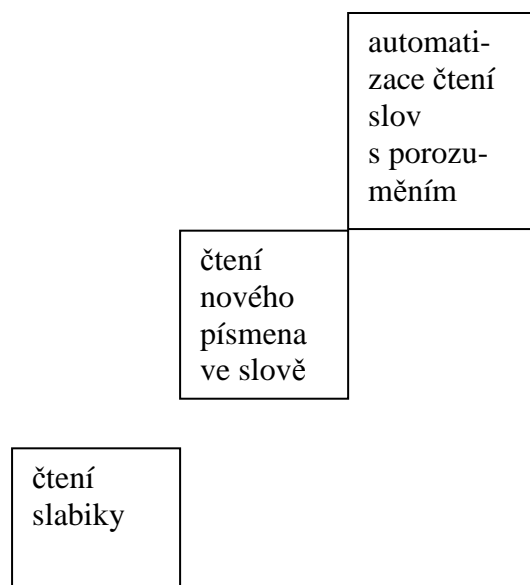 automati-
zace čtení
slov
s porozu-
měním
čtení
nového
písmena
ve slově
čtení
slabiky